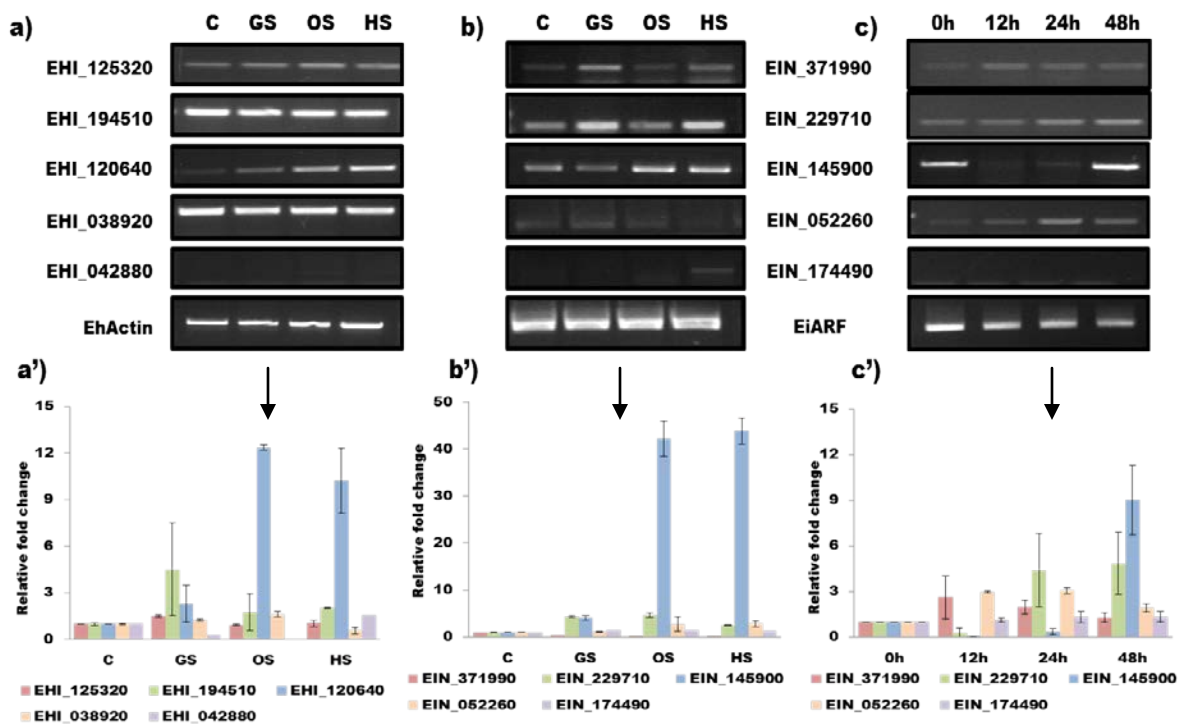 a) C GS OS HS
EHI_125320
EHI_194510
EHI_120640
EHI_038920
EHI_042880
EhActin
b) C GS OS HS
c) 0h 12h 24h 48h
EIN_371990
EIN_229710
EIN_145900
EIN_052260
EIN_174490
EiARF
a')
Relative fold change
15
12
9
6
3
0
C GS OS HS
EHI_125320 EHI_194510 EHI_120640
EHI_038920 EHI_042880
b')
Relative fold change
50
40
30
20
10
0
C GS OS HS
EIN_371990 EIN_229710 EIN_145900
EIN_052260 EIN_174490
c')
Relative fold change
15
12
9
6
3
0
0h 12h 24h 48h
EIN_371990 EIN_229710 EIN_145900
EIN_052260 EIN_174490